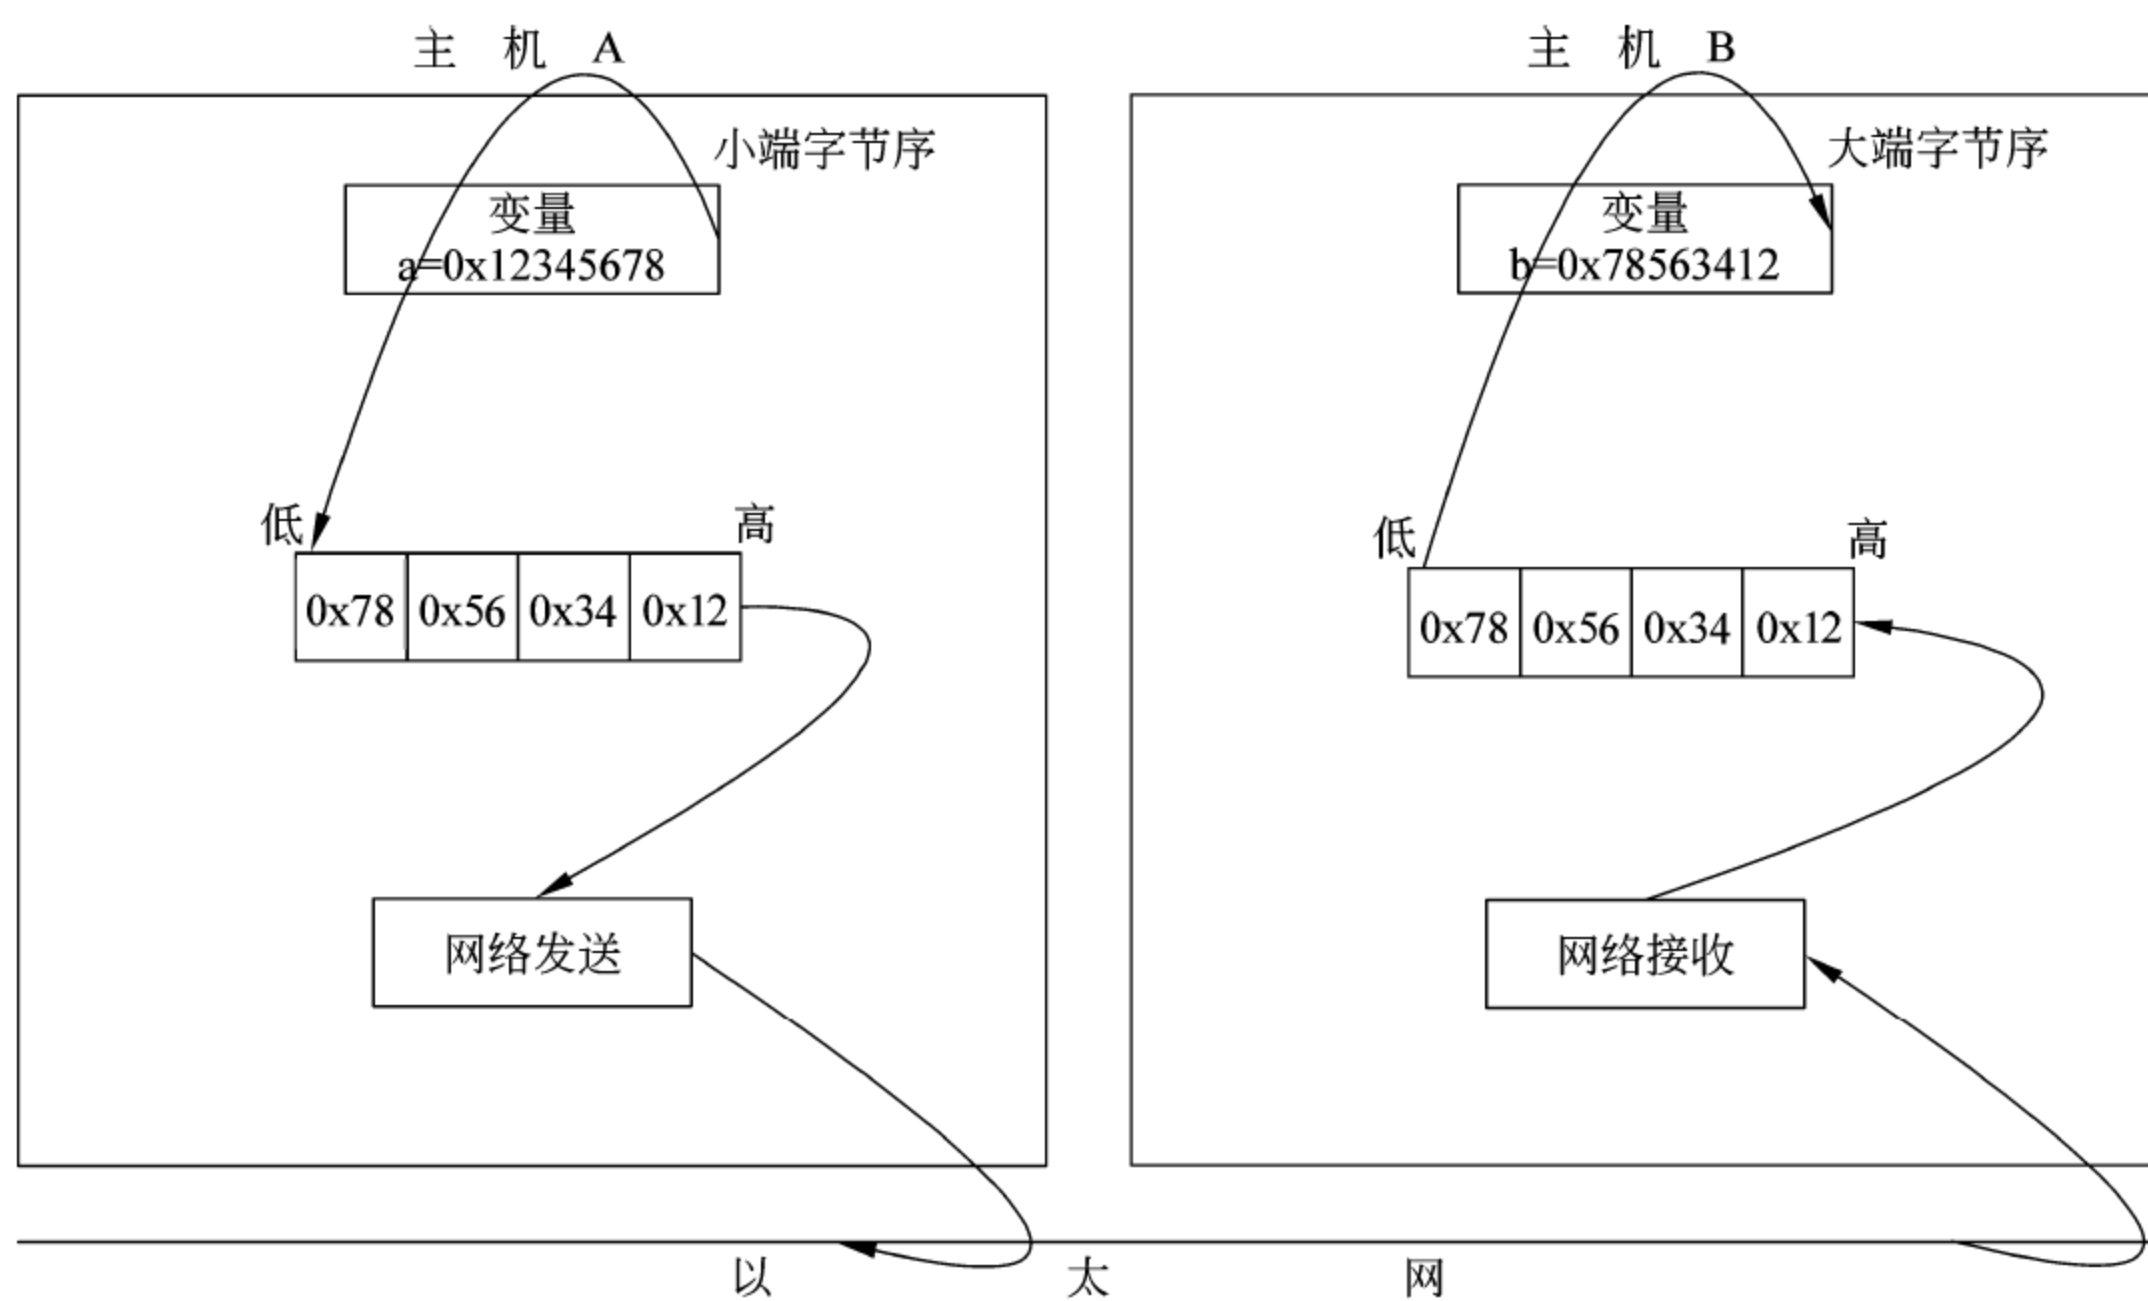 主 机 A
小端字节序
变量
a=0x12345678
低
高
0x78 0x56 0x34 0x12
网络发送
主 机 B
大端字节序
变量
b=0x78563412
低
高
0x78 0x56 0x34 0x12
网络接收
以 太 网